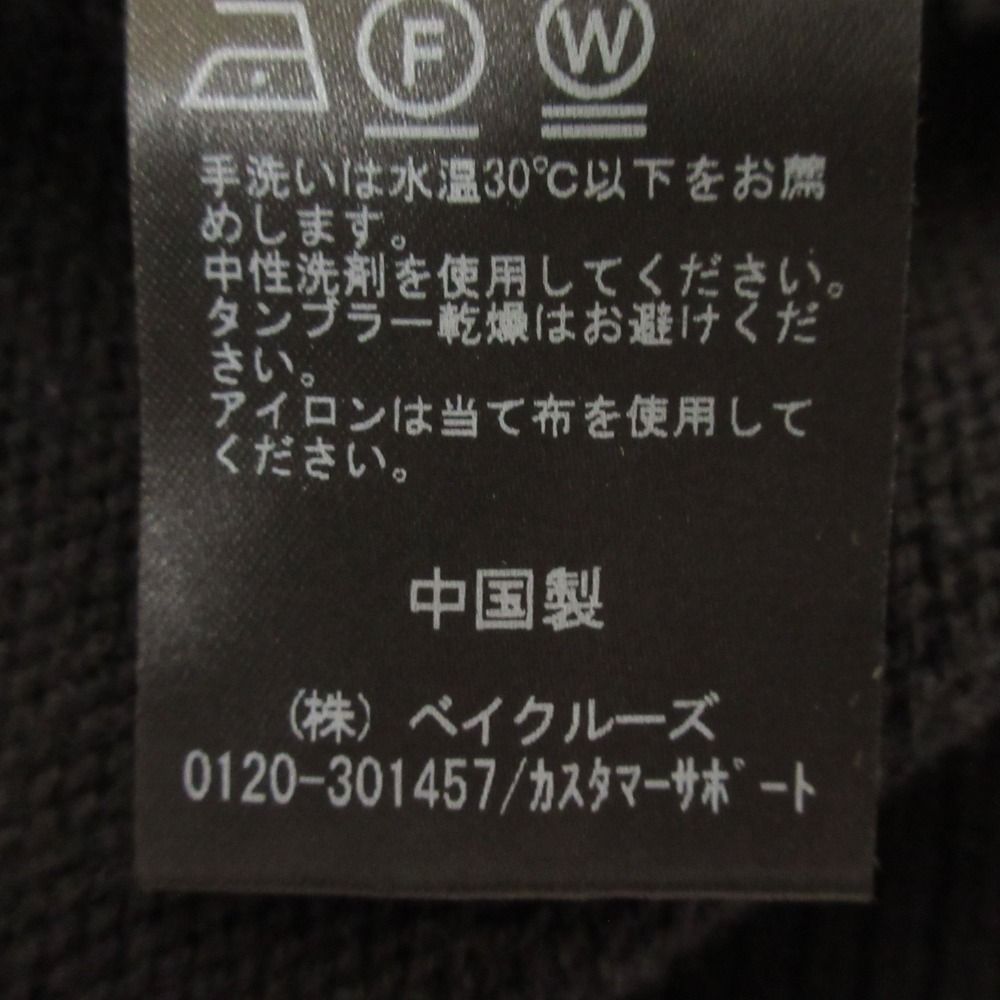 F W
手洗いは水温30℃以下をお薦
めします。
中性洗剤を使用してください。
タンブラー乾燥はお避けくだ
さい。
アイロンは当て布を使用して
ください。
中国製
(株) ベイクルーズ
0120-301457/ｶｽﾀﾏｰｻﾎﾟｰﾄ